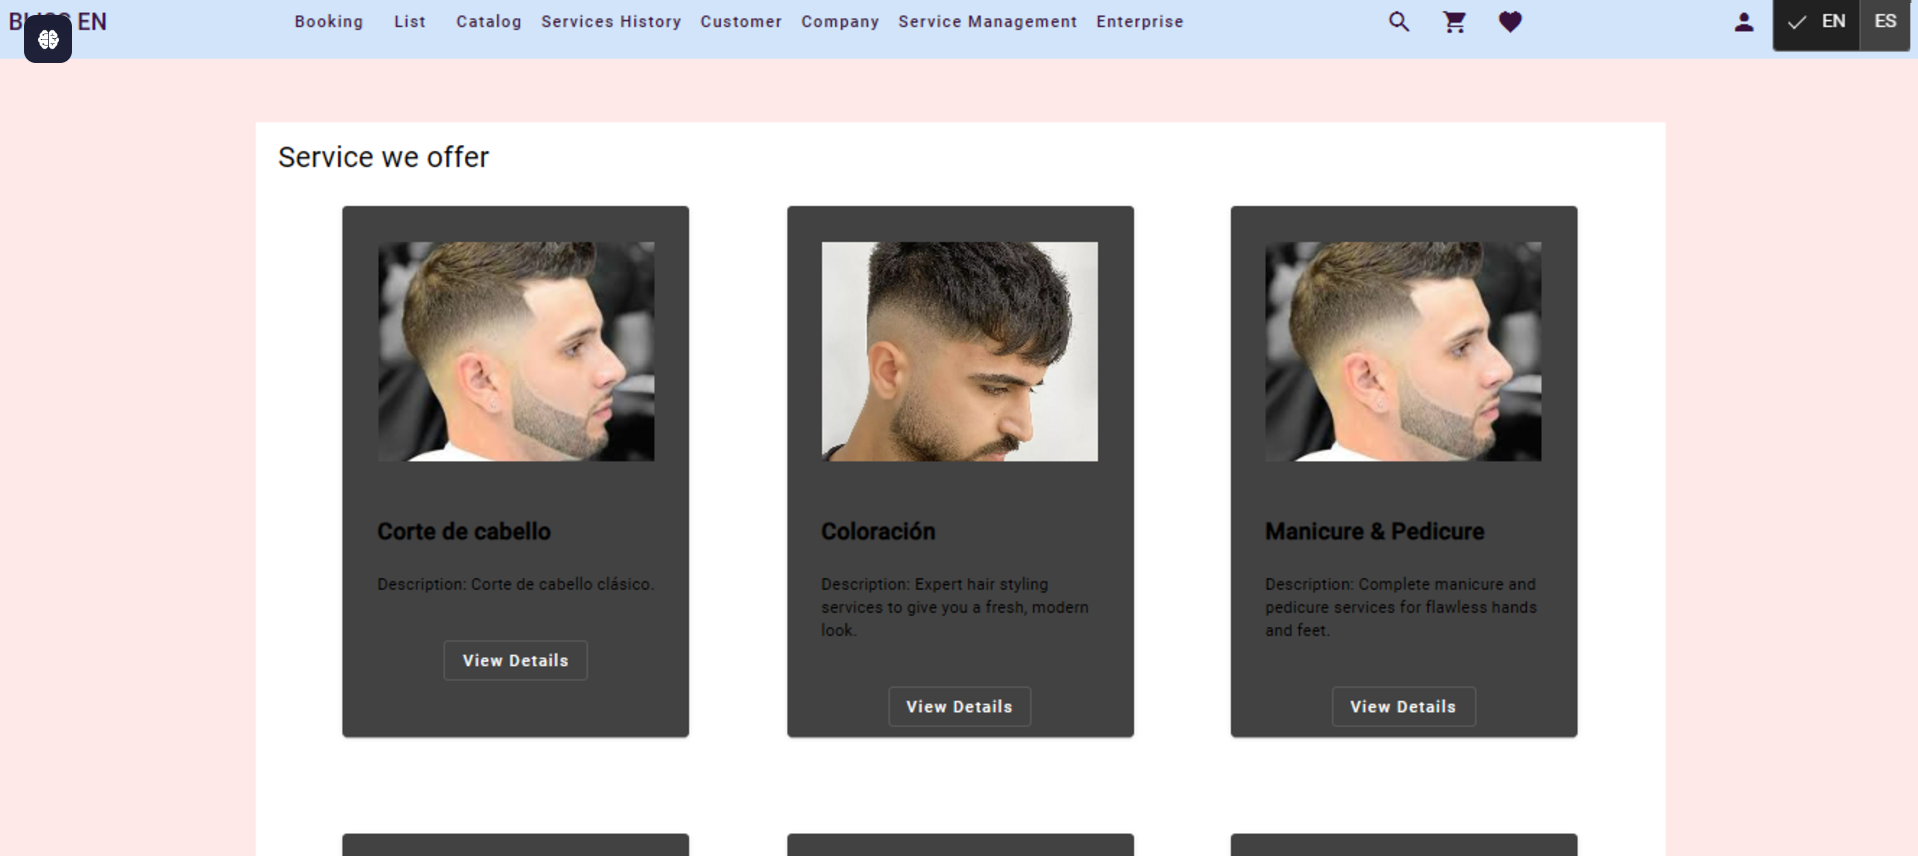 EN
Booking List Catalog Services History Customer Company Service Management Enterprise
EN ES
Service we offer
Corte de cabello
Description: Corte de cabello clásico.
View Details
Coloración
Description: Expert hair styling
services to give you a fresh, modern
look.
View Details
Manicure & Pedicure
Description: Complete manicure and
pedicure services for flawless hands
and feet.
View Details